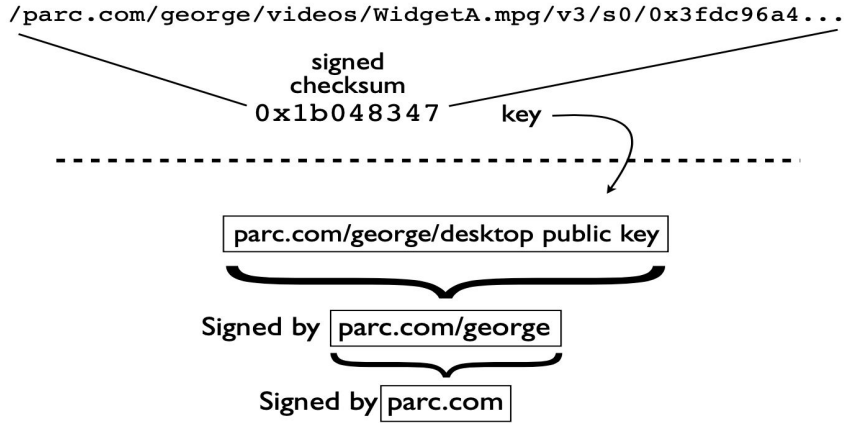 /parc.com/george/videos/WidgetA.mpg/v3/s0/0x3fdc96a4...
signed
checksum
0x1b048347 key
parc.com/george/desktop public key
Signed by parc.com/george
Signed by parc.com